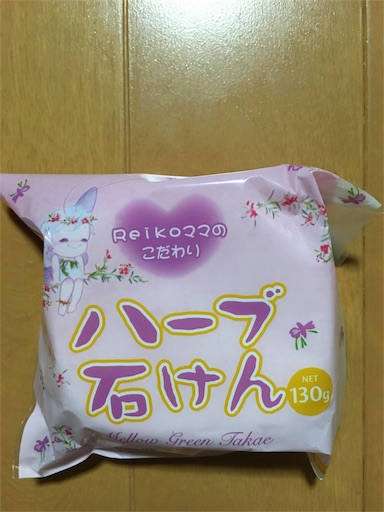 Reikoママの
こだわり
ハーブ
石けん
NET
130g
Mellow Green Takae